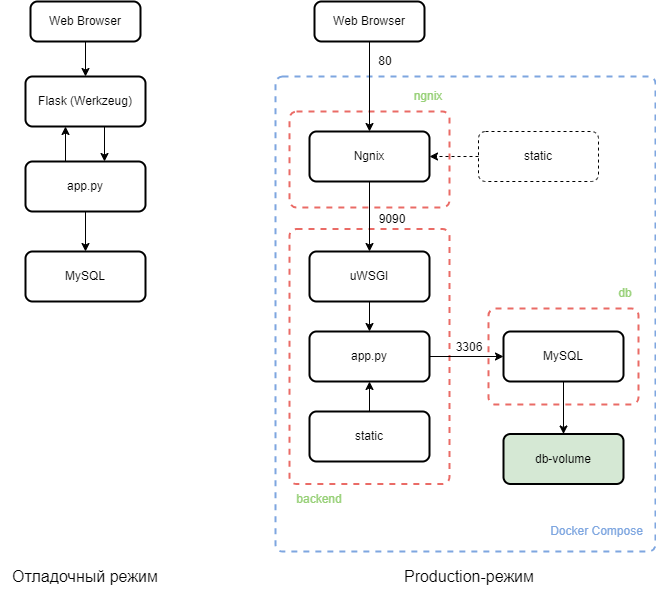 Web Browser
Flask (Werkzeug)
app.py
MySQL
Отладочный режим
Web Browser
80
ngnix
Ngnix
static
9090
uWSGI
db
app.py
3306
MySQL
static
db-volume
backend
Docker Compose
Production-режим